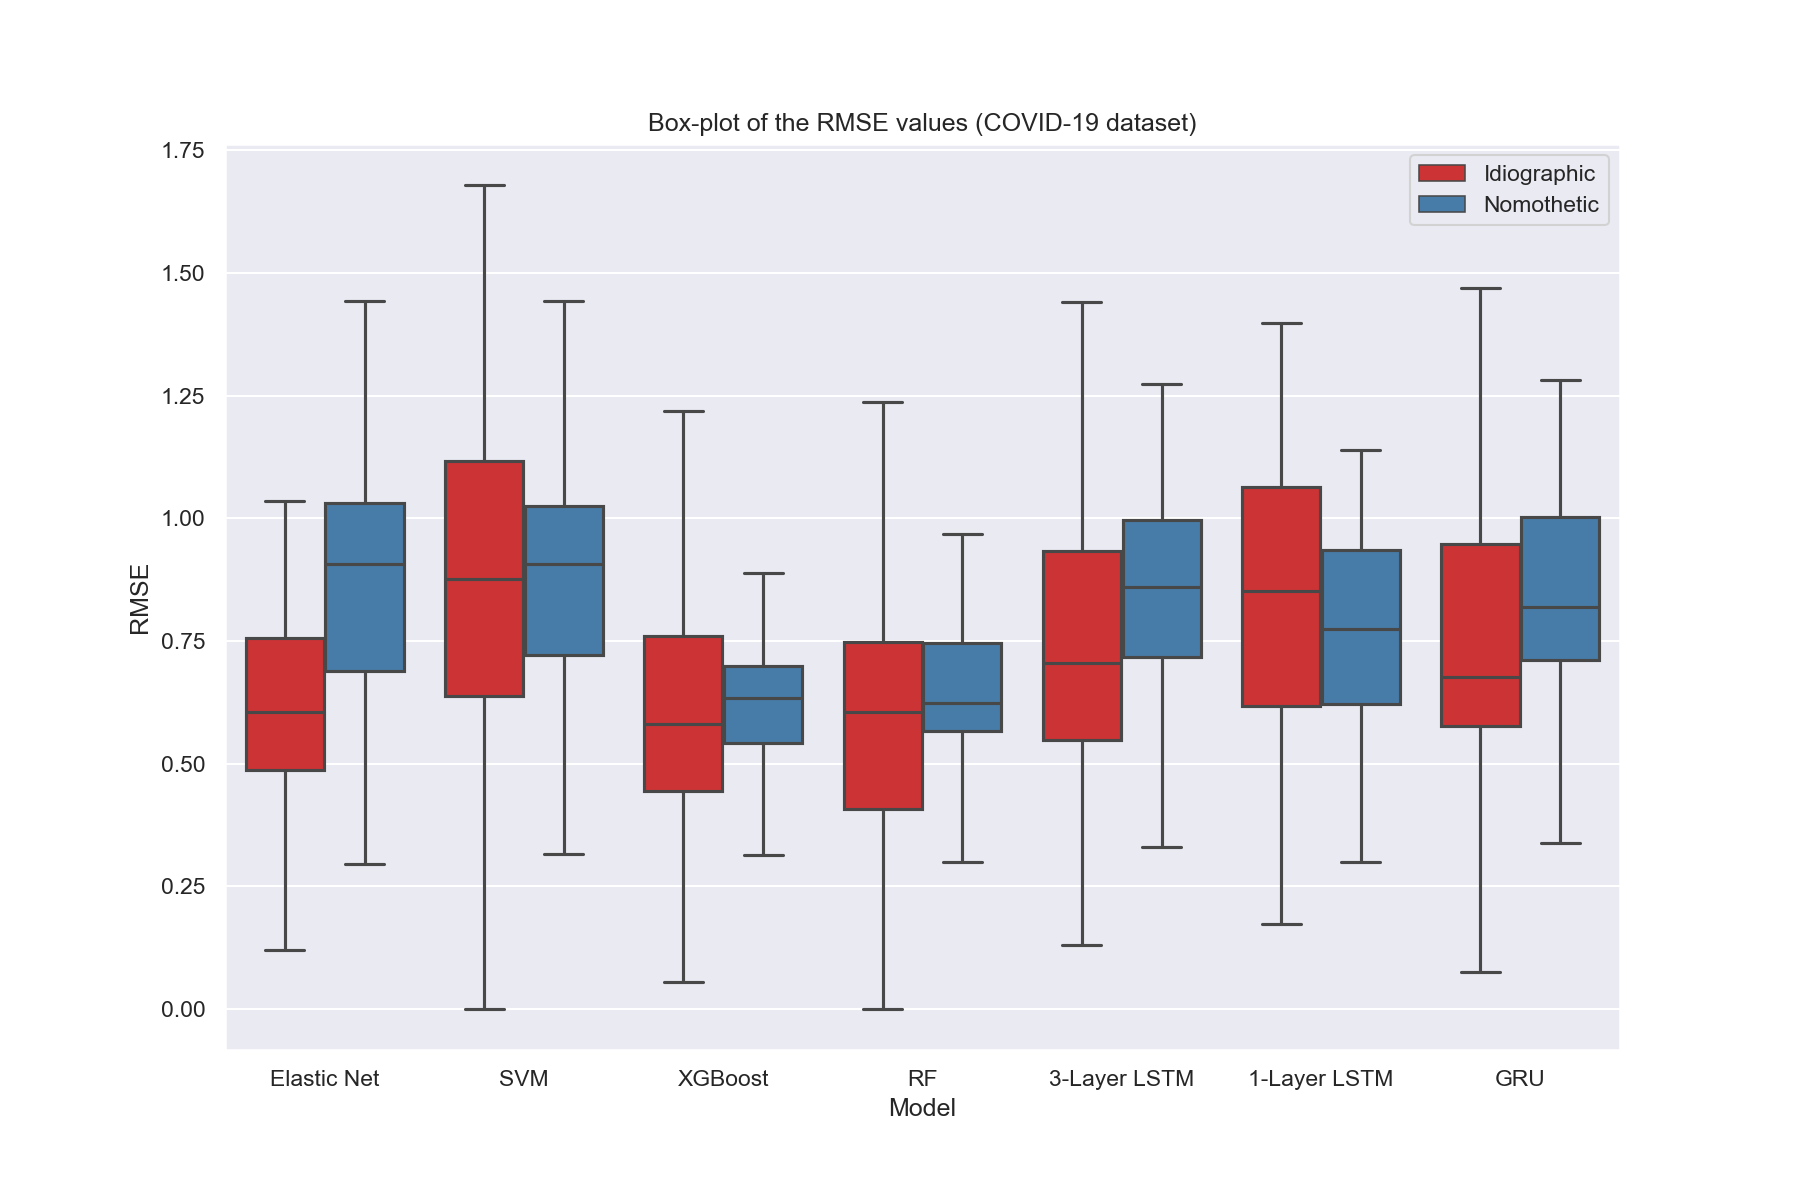 Box-plot of the RMSE values (COVID-19 dataset)
1.75
1.50
1.25
1.00
0.75
0.50
0.25
0.00
RMSE
Idiographic
Nomothetic
Elastic Net SVM XGBoost RF 3-Layer LSTM 1-Layer LSTM GRU
Model